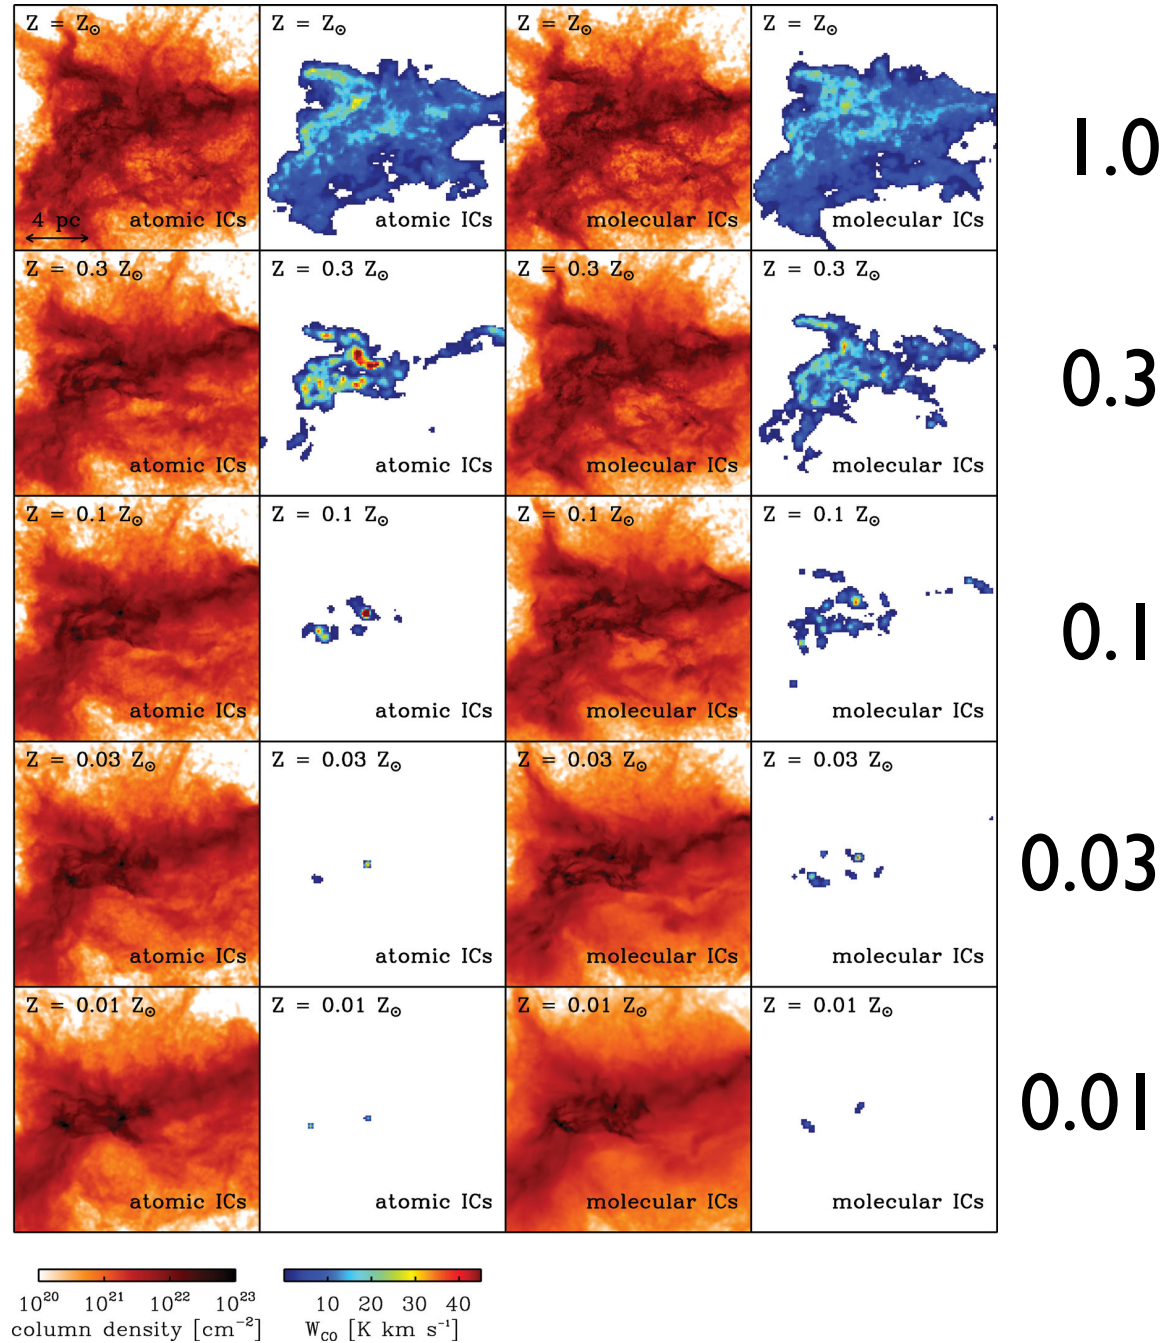 Z = Z☉ Z = Z☉ Z = Z☉ Z = Z☉
4 pc
atomic ICs atomic ICs molecular ICs molecular ICs
1.0
Z = 0.3 Z☉ Z = 0.3 Z☉ Z = 0.3 Z☉ Z = 0.3 Z☉
atomic ICs atomic ICs molecular ICs molecular ICs
0.3
Z = 0.1 Z☉ Z = 0.1 Z☉ Z = 0.1 Z☉ Z = 0.1 Z☉
atomic ICs atomic ICs molecular ICs molecular ICs
0.1
Z = 0.03 Z☉ Z = 0.03 Z☉ Z = 0.03 Z☉ Z = 0.03 Z☉
atomic ICs atomic ICs molecular ICs molecular ICs
0.03
Z = 0.01 Z☉ Z = 0.01 Z☉ Z = 0.01 Z☉ Z = 0.01 Z☉
atomic ICs atomic ICs molecular ICs molecular ICs
0.01
10²⁰ 10²¹ 10²² 10²³
column density [cm⁻²]
10 20 30 40
W_CO [K km s⁻¹]